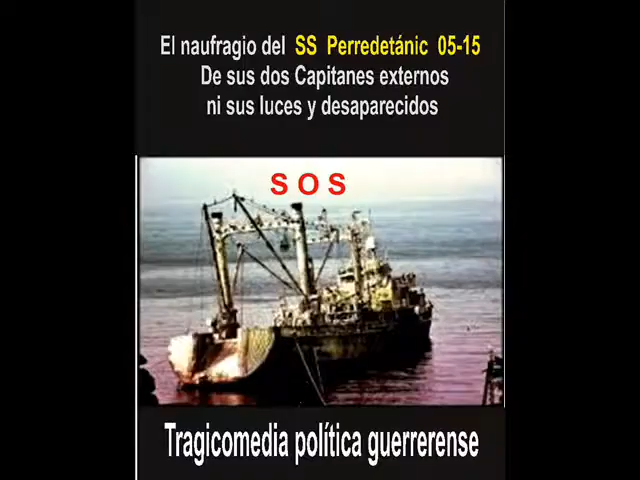 El naufragio del SS Perredetánic 05-15
De sus dos Capitanes externos
ni sus luces y desaparecidos
S O S
Tragicomedia política guerrerense